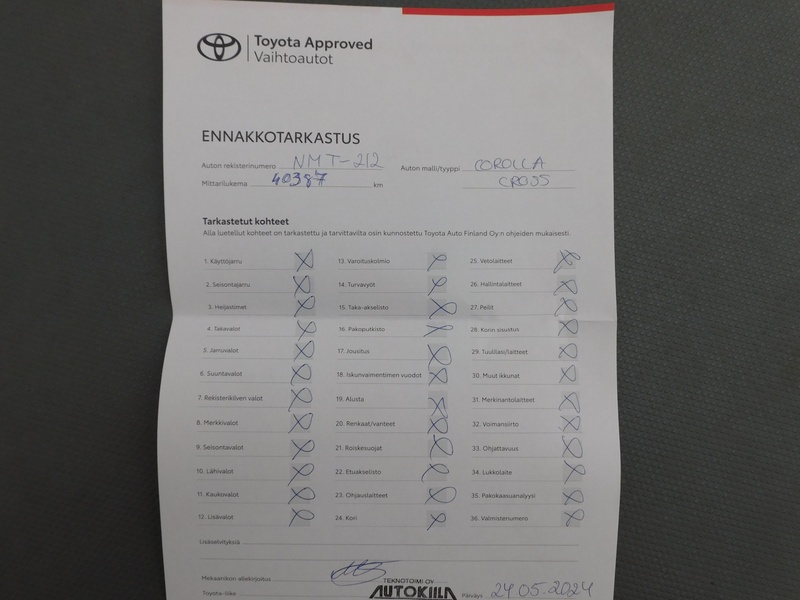 Toyota Approved
Vaihtoautot
ENNAKKOTARKASTUS
Auton rekisterinumero NMT-212 Auton malli/tyyppi COROLLA
Mittarilukema 40387 km CROSS
Tarkastetut kohteet
Alla luetellut kohteet on tarkastettu ja tarvittavilta osin kunnostettu Toyota Auto Finland Oy:n ohjeiden mukaisesti.
1. Käyttöjarru X 13. Varoituskolmio X 25. Vetolaitteet X
2. Seisontajarru X 14. Turvavyöt X 26. Hallintalaitteet X
3. Heijastimet X 15. Taka-akselisto X 27. Peilit X
4. Takavalot X 16. Pakoputkisto X 28. Korin sisustus X
5. Jarruvalot X 17. Jousitus X 29. Tuulilasi/laitteet X
6. Suuntavalot X 18. Iskunvaimentimen vuodot X 30. Muut ikkunat X
7. Rekisterikilven valot X 19. Alusta X 31. Merkinantolaitteet X
8. Merkkivalot X 20. Renkaat/vanteet X 32. Voimansiirto X
9. Seisontavalot X 21. Roiskesuojat X 33. Ohjattavuus X
10. Lähivalot X 22. Etuakselisto X 34. Lukkolaite X
11. Kaukovalot X 23. Ohjauslaitteet X 35. Pakokaasuanalyysi X
12. Lisävalot X 24. Kori X 36. Valmistenumero X
Lisäselvityksiä
Mekaanikon allekirjoitus
TEKNOTOIMI OY
Toyota-liike AUTOKIILA Päiväys 24.05.2024